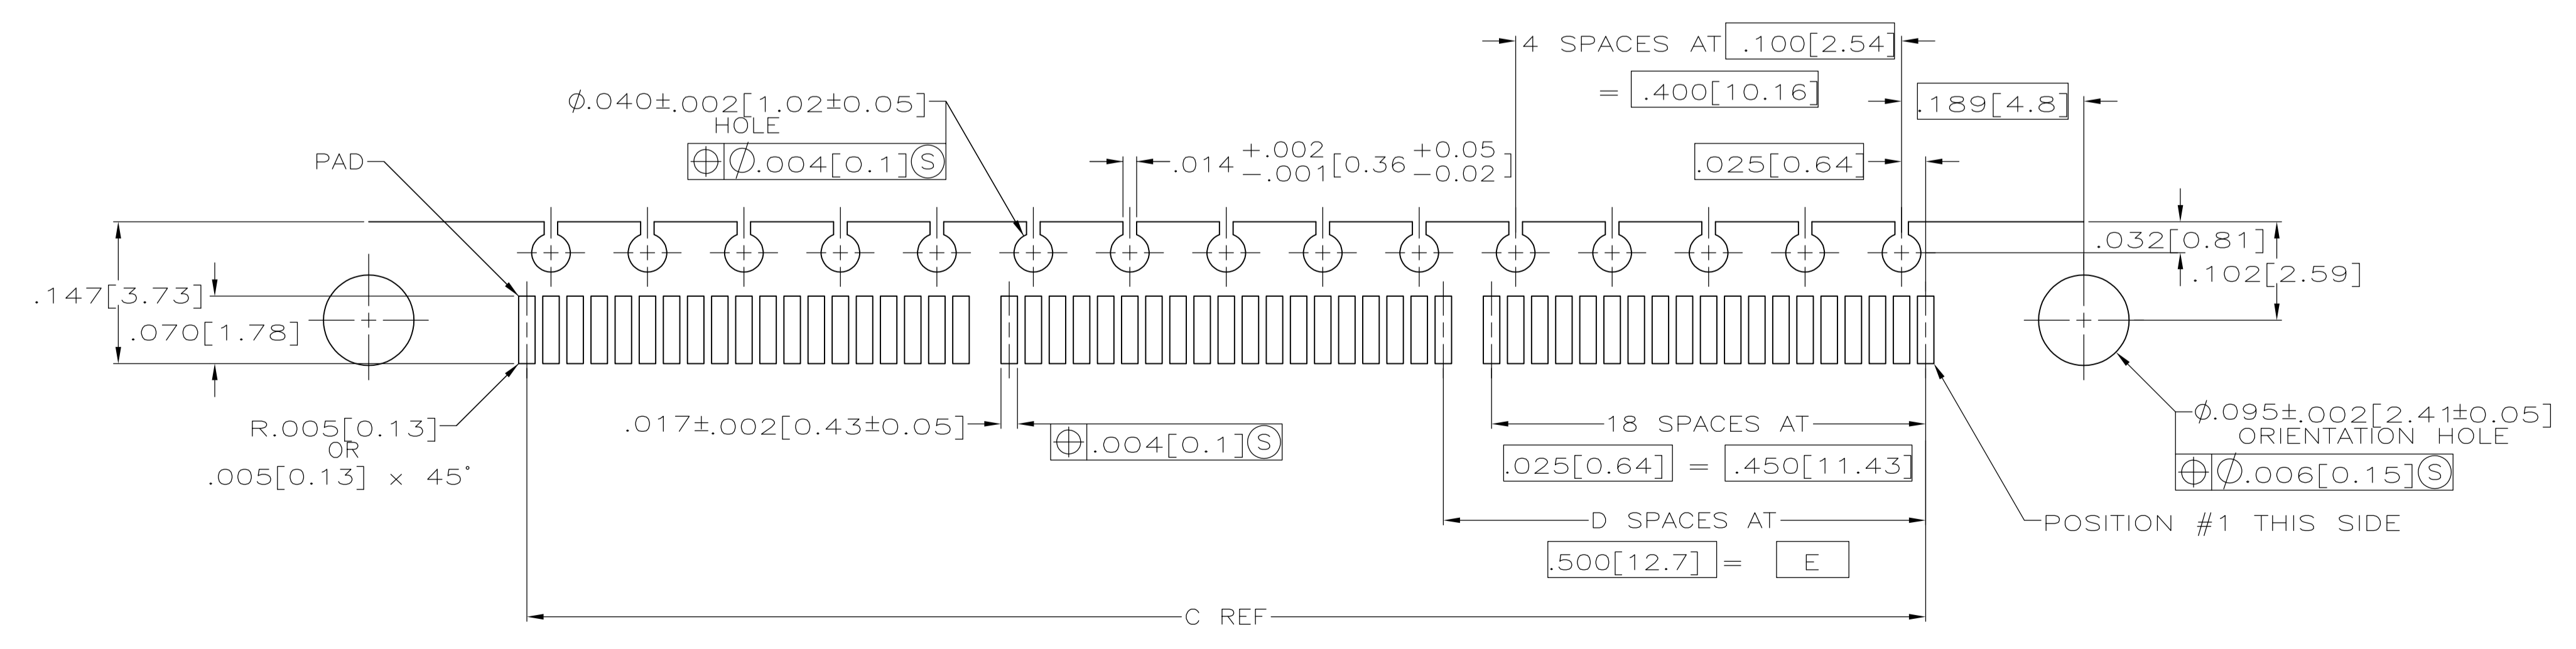 4 SPACES AT .100[2.54]
= .400[10.16]
.189[4.8]
⌀.040±.002[1.02±0.05]
HOLE
⌖ ⌀.004[0.1]Ⓢ
PAD
.014 +.002 -.001 [0.36 +0.05 -0.02]
.025[0.64]
.032[0.81]
.102[2.59]
.147[3.73]
.070[1.78]
R.005[0.13]
OR
.005[0.13] × 45°
.017±.002[0.43±0.05]
⌖ .004[0.1]Ⓢ
18 SPACES AT
.025[0.64] = .450[11.43]
⌀.095±.002[2.41±0.05]
ORIENTATION HOLE
⌖ ⌀.006[0.15]Ⓢ
D SPACES AT
.500[12.7] = E
POSITION #1 THIS SIDE
C REF